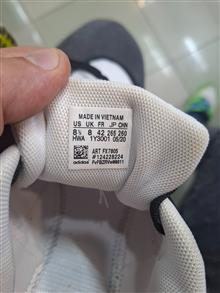 MADE IN VIETNAM
US UK FR JP CHN
8½ 8 42 265 260
HWA 1Y3001 05/20
ART FX7805
#124228224
adidas